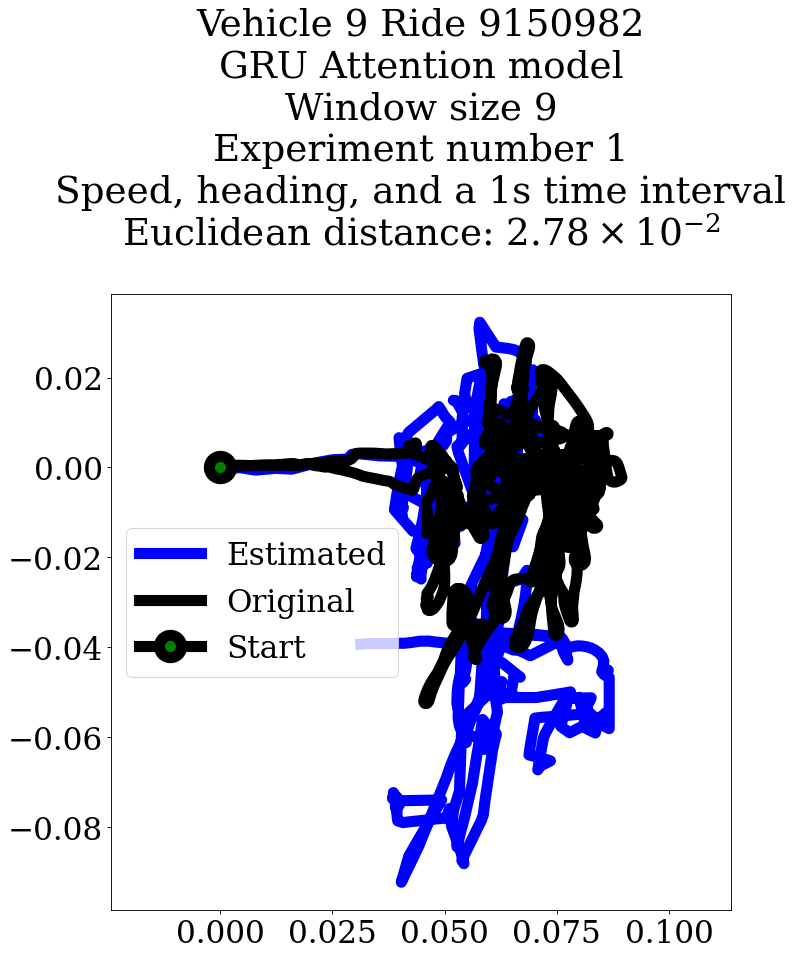 Vehicle 9 Ride 9150982
GRU Attention model
Window size 9
Experiment number 1
Speed, heading, and a 1s time interval
Euclidean distance: 2.78 × 10⁻²
0.02
0.00
−0.02
−0.04
−0.06
−0.08
Estimated
Original
Start
0.000 0.025 0.050 0.075 0.100